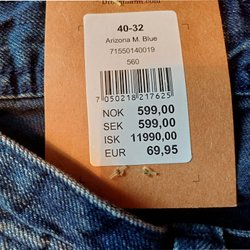 40-32
Arizona M. Blue
71550140019
560
7 050218 217625
NOK 599,00
SEK 599,00
ISK 11990,00
EUR 69,95